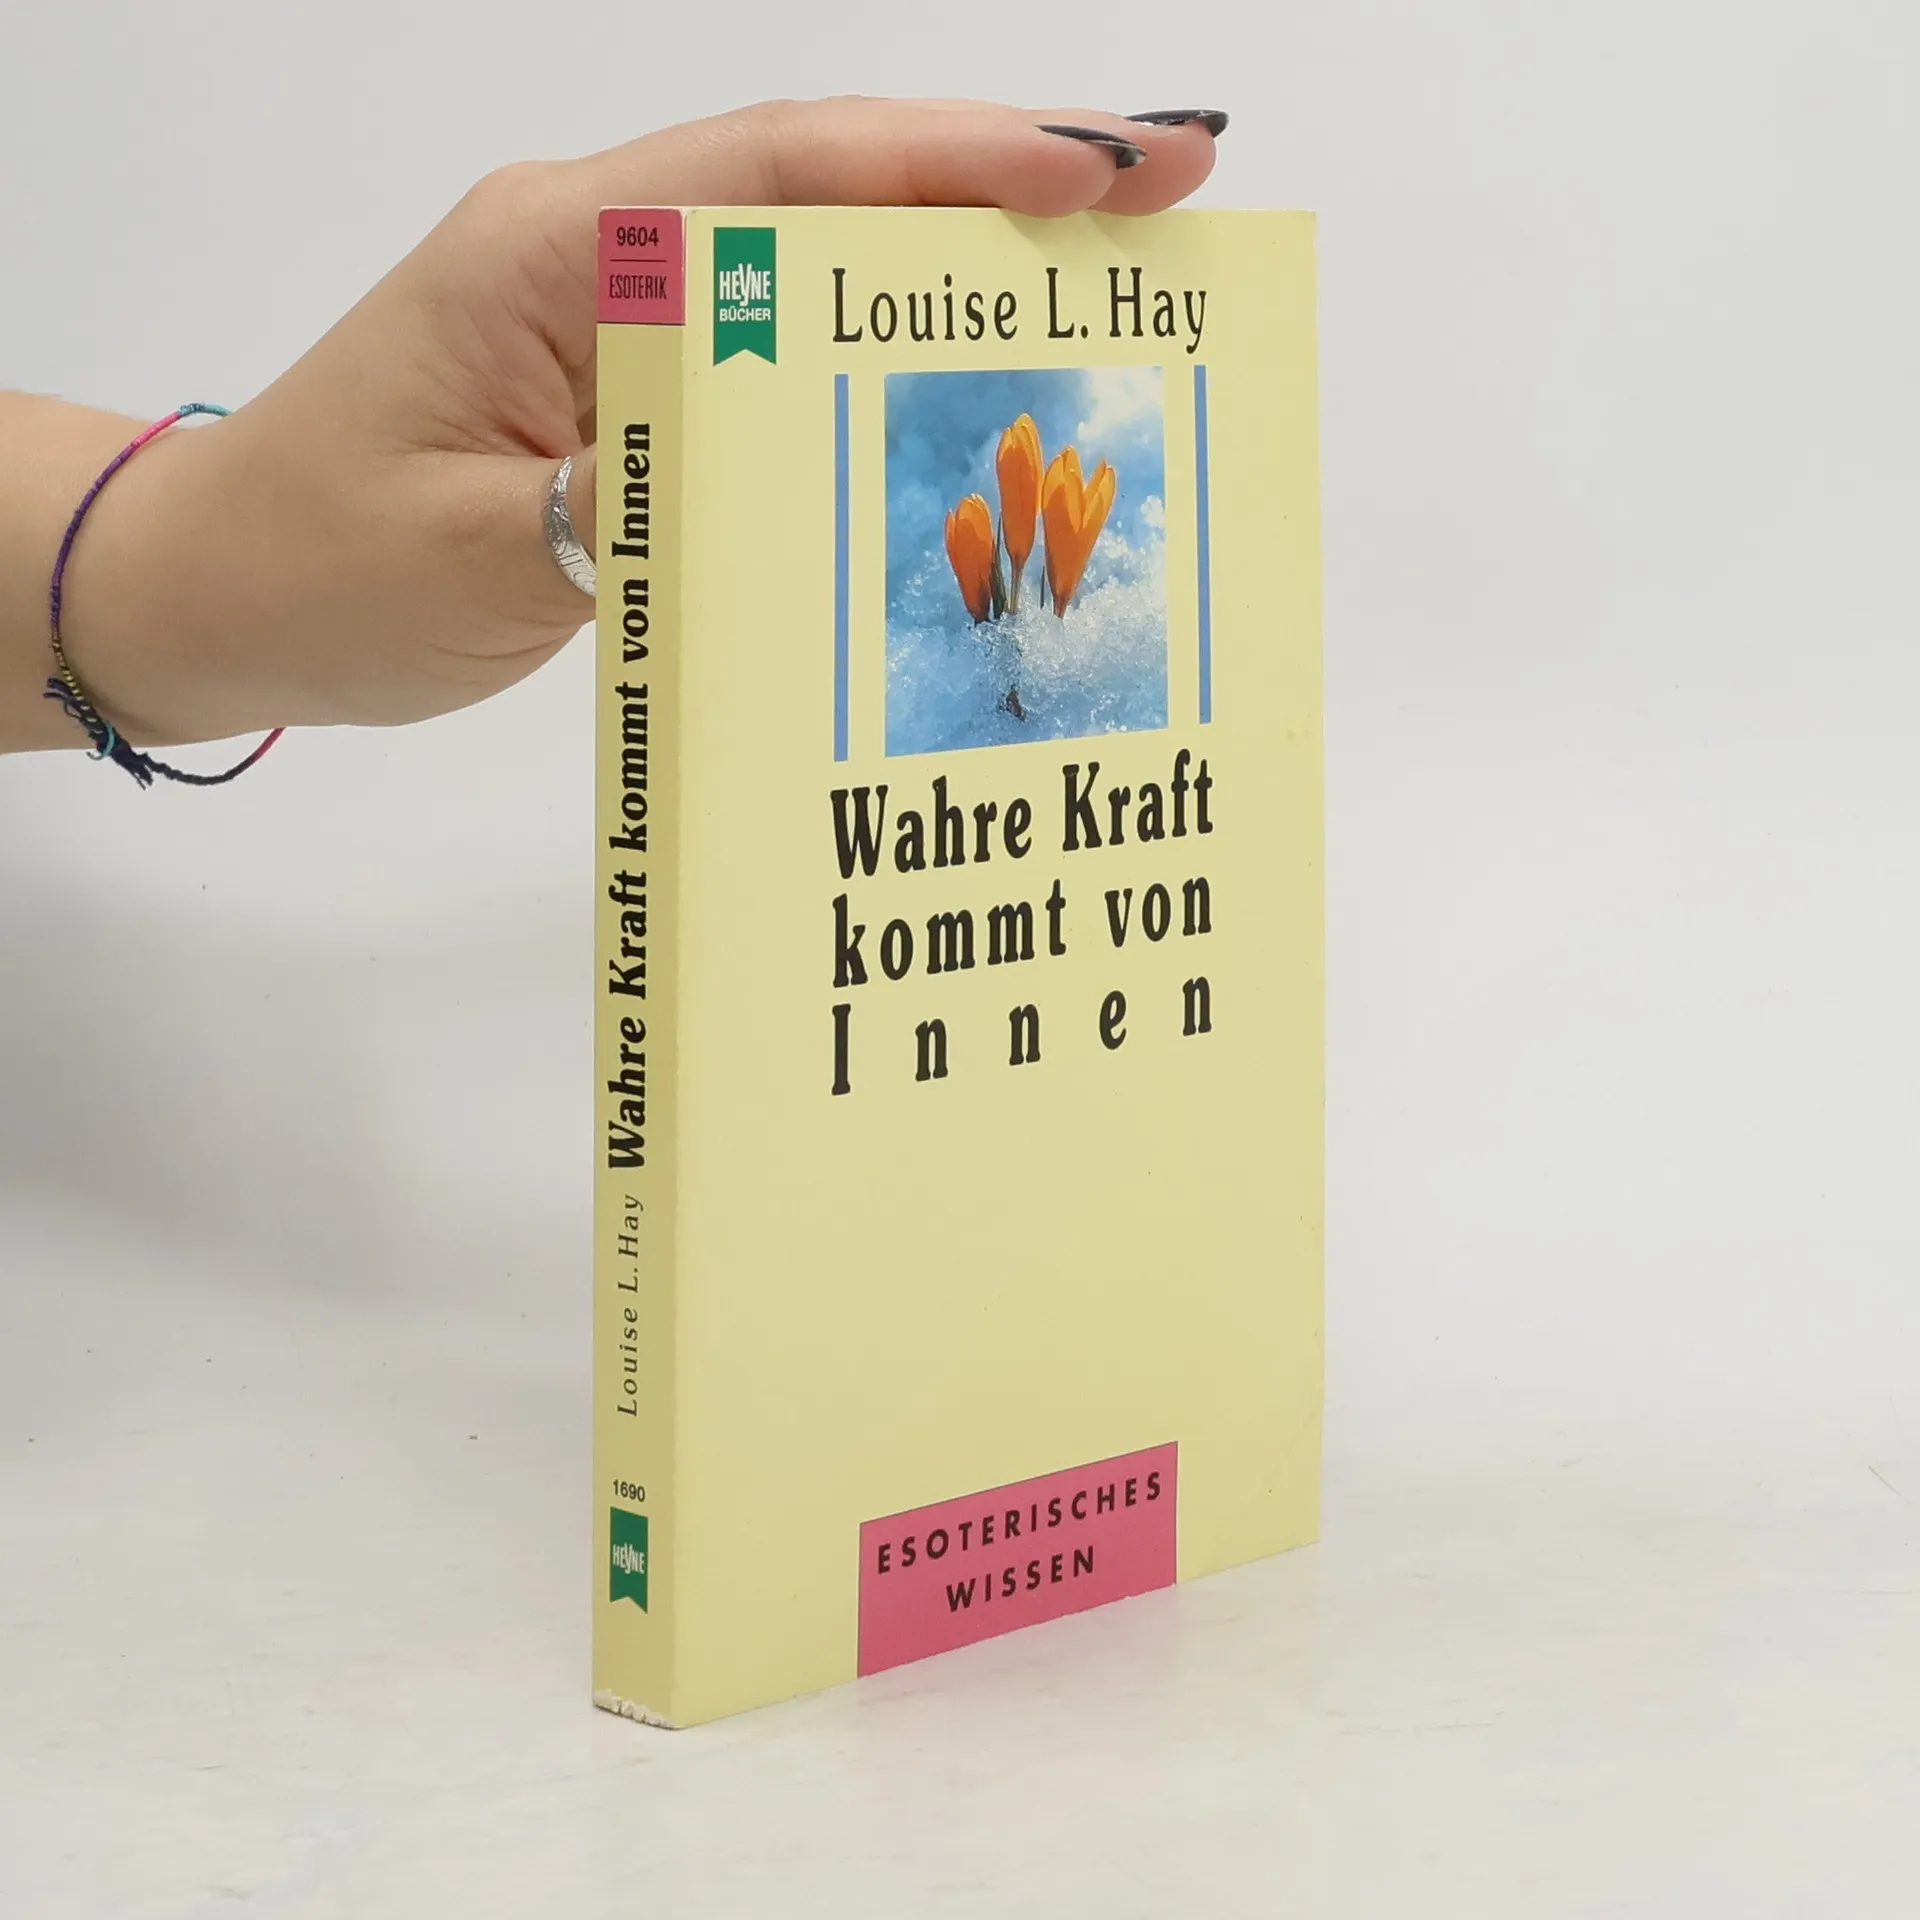 9604
ESOTERIK
Louise L. Hay Wahre Kraft kommt von Innen
1690
HEYNE
HEYNE
BÜCHER
Louise L. Hay
Wahre Kraft
kommt von
Innen
ESOTERISCHES
WISSEN